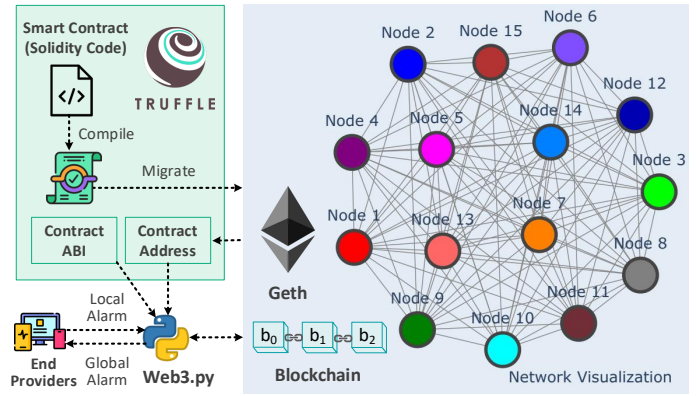 Smart Contract
(Solidity Code)
TRUFFLE
Compile
Migrate
Contract
ABI
Contract
Address
Local
Alarm
Global
Alarm
End
Providers
Web3.py
Geth
b0
b1
b2
Blockchain
Node 2
Node 15
Node 6
Node 12
Node 4
Node 5
Node 14
Node 3
Node 1
Node 13
Node 7
Node 8
Node 9
Node 10
Node 11
Network Visualization